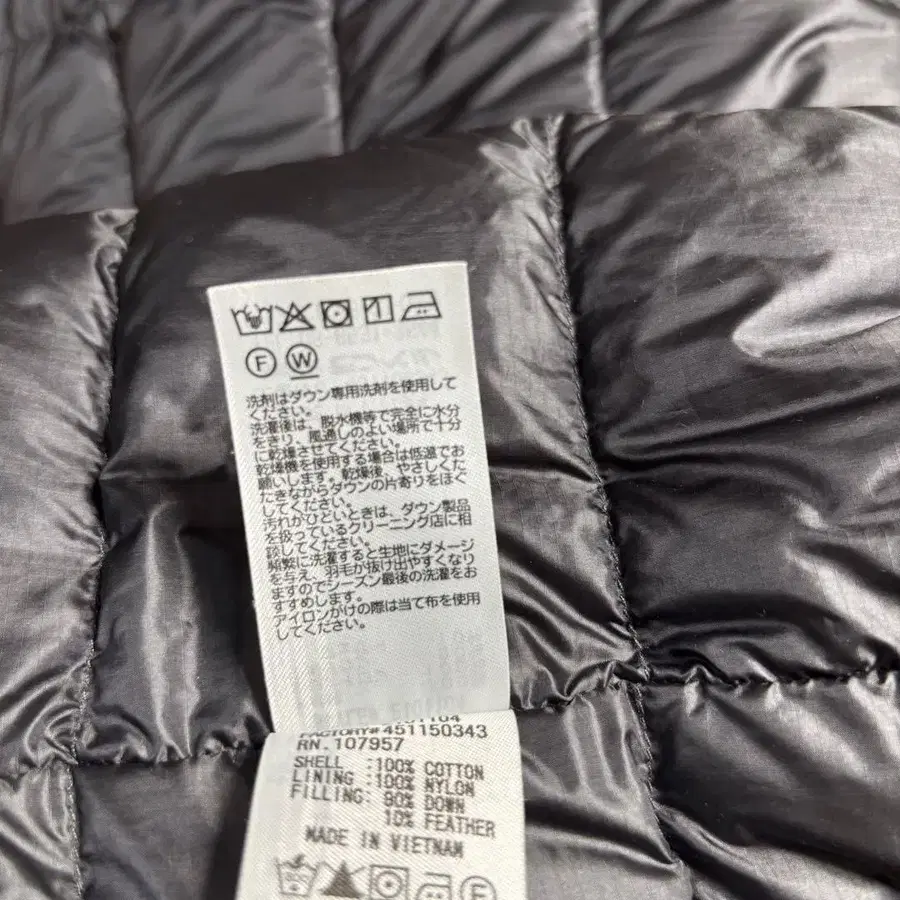 F W
洗剤はダウン専用洗剤を使用して
ください。
洗濯後は、脱水機等で完全に水分
をきり、風通しのよい場所で十分
に乾燥させてください。
乾燥機を使用する場合は低温でお
願いします。乾燥後、やさしくた
たきながらダウンの片寄りをほぐ
してください。
汚れがひどいときは、ダウン製品
を扱っているクリーニング店に相
談してください。
頻繁に洗濯すると生地にダメージ
を与え、羽毛が抜け出やすくなり
ますのでシーズン最後の洗濯をお
すすめします。
アイロンがけの際は当て布を使用
してください。
FACTORY#451150343
RN.107957
SHELL :100% COTTON
LINING :100% NYLON
FILLING: 90% DOWN
10% FEATHER
MADE IN VIETNAM
F